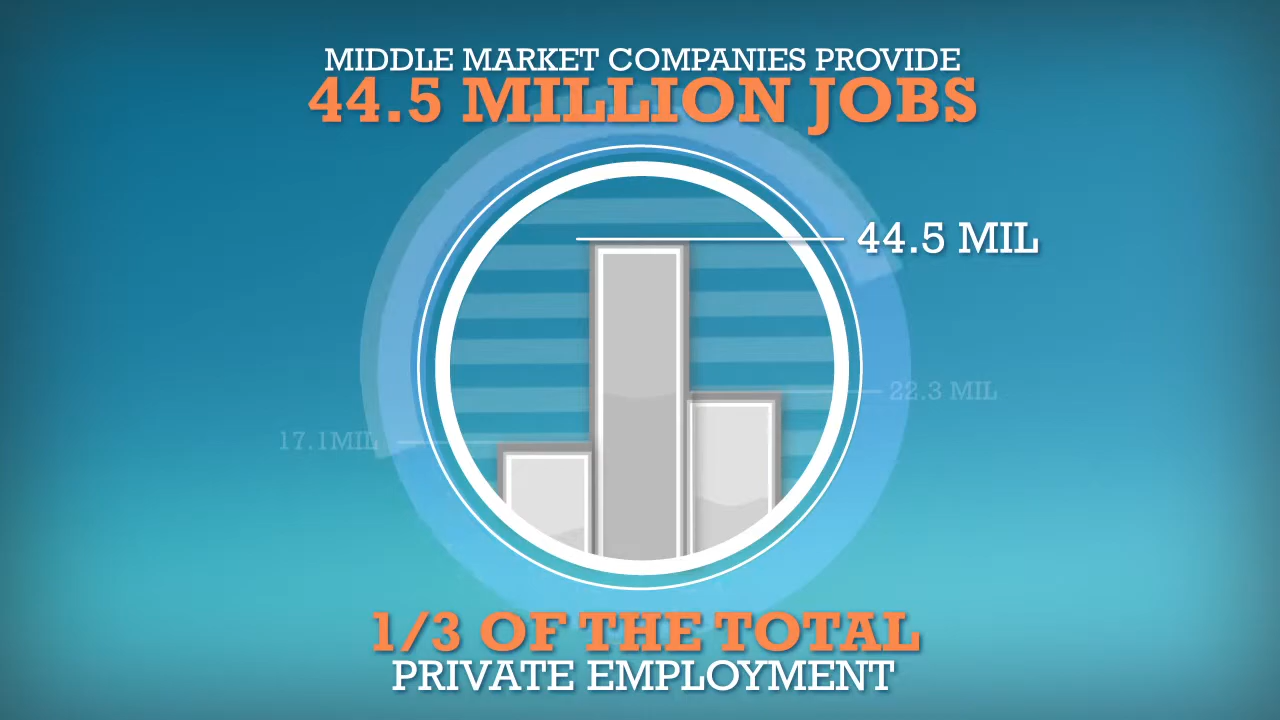 MIDDLE MARKET COMPANIES PROVIDE
44.5 MILLION JOBS
44.5 MIL
22.3 MIL
17.1MIL
1/3 OF THE TOTAL
PRIVATE EMPLOYMENT